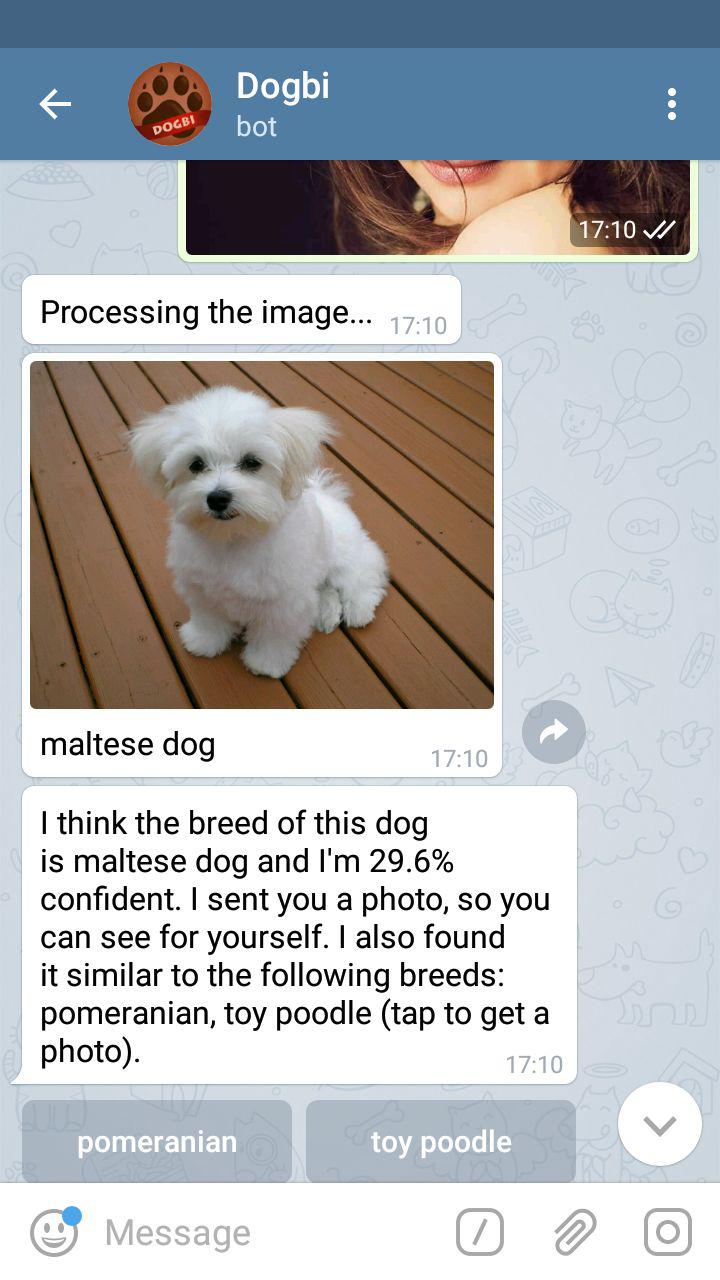 Dogbi
DOGBI
bot
17:10
Processing the image...
17:10
maltese dog
17:10
I think the breed of this dog
is maltese dog and I'm 29.6%
confident. I sent you a photo, so you
can see for yourself. I also found
it similar to the following breeds:
pomeranian, toy poodle (tap to get a
photo).
17:10
pomeranian
toy poodle
Message